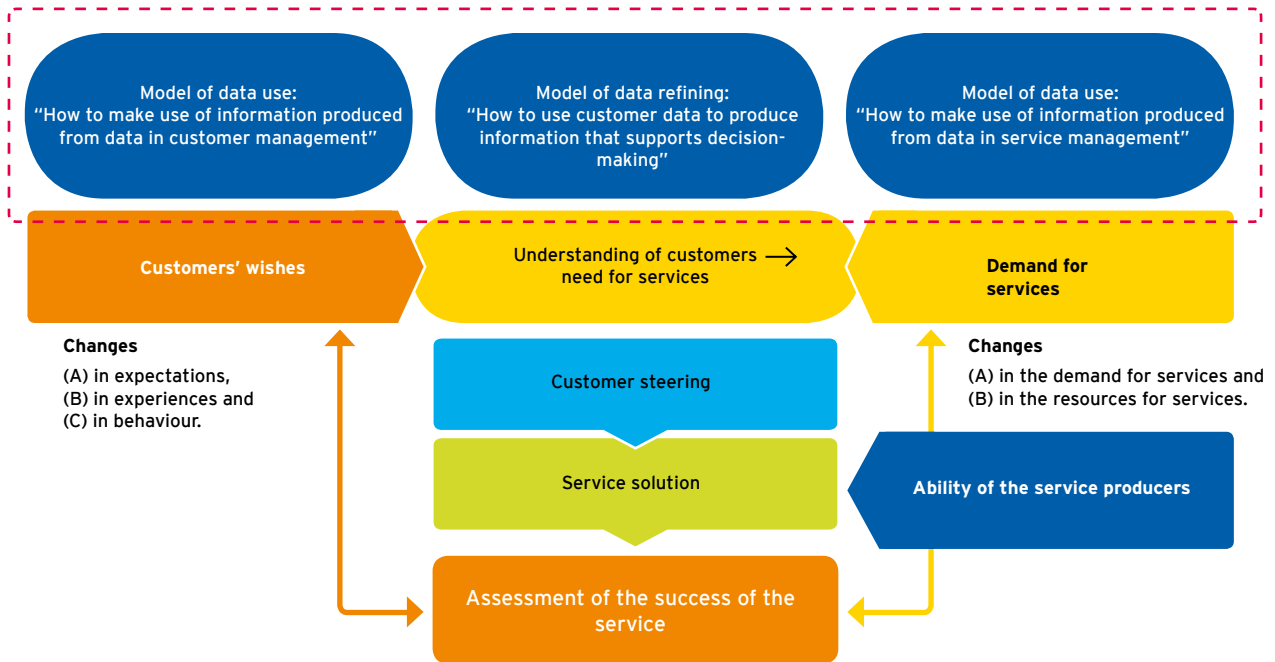 Model of data use:
“How to make use of information produced
from data in customer management”
Model of data refining:
“How to use customer data to produce
information that supports decision-
making”
Model of data use:
“How to make use of information produced
from data in service management”
Customers’ wishes
Understanding of customers →
need for services
Demand for
services
Changes
(A) in expectations,
(B) in experiences and
(C) in behaviour.
Customer steering
Changes
(A) in the demand for services and
(B) in the resources for services.
Service solution
Ability of the service producers
Assessment of the success of the
service